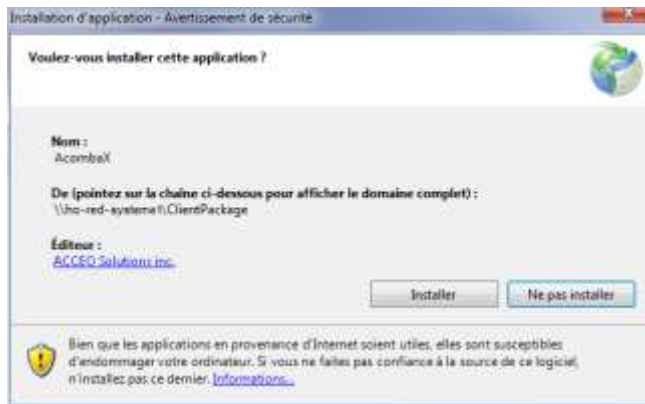 Installation d'application - Avertissement de sécurité
Voulez-vous installer cette application ?
Nom :
AcombaX
De (pointez sur la chaîne ci-dessous pour afficher le domaine complet) :
\\ho-red-systeme1\ClientPackage
Éditeur :
ACCEO Solutions inc.
Installer
Ne pas installer
Bien que les applications en provenance d'Internet soient utiles, elles sont susceptibles
d'endommager votre ordinateur. Si vous ne faites pas confiance à la source de ce logiciel,
n'installez pas ce dernier. Informations...